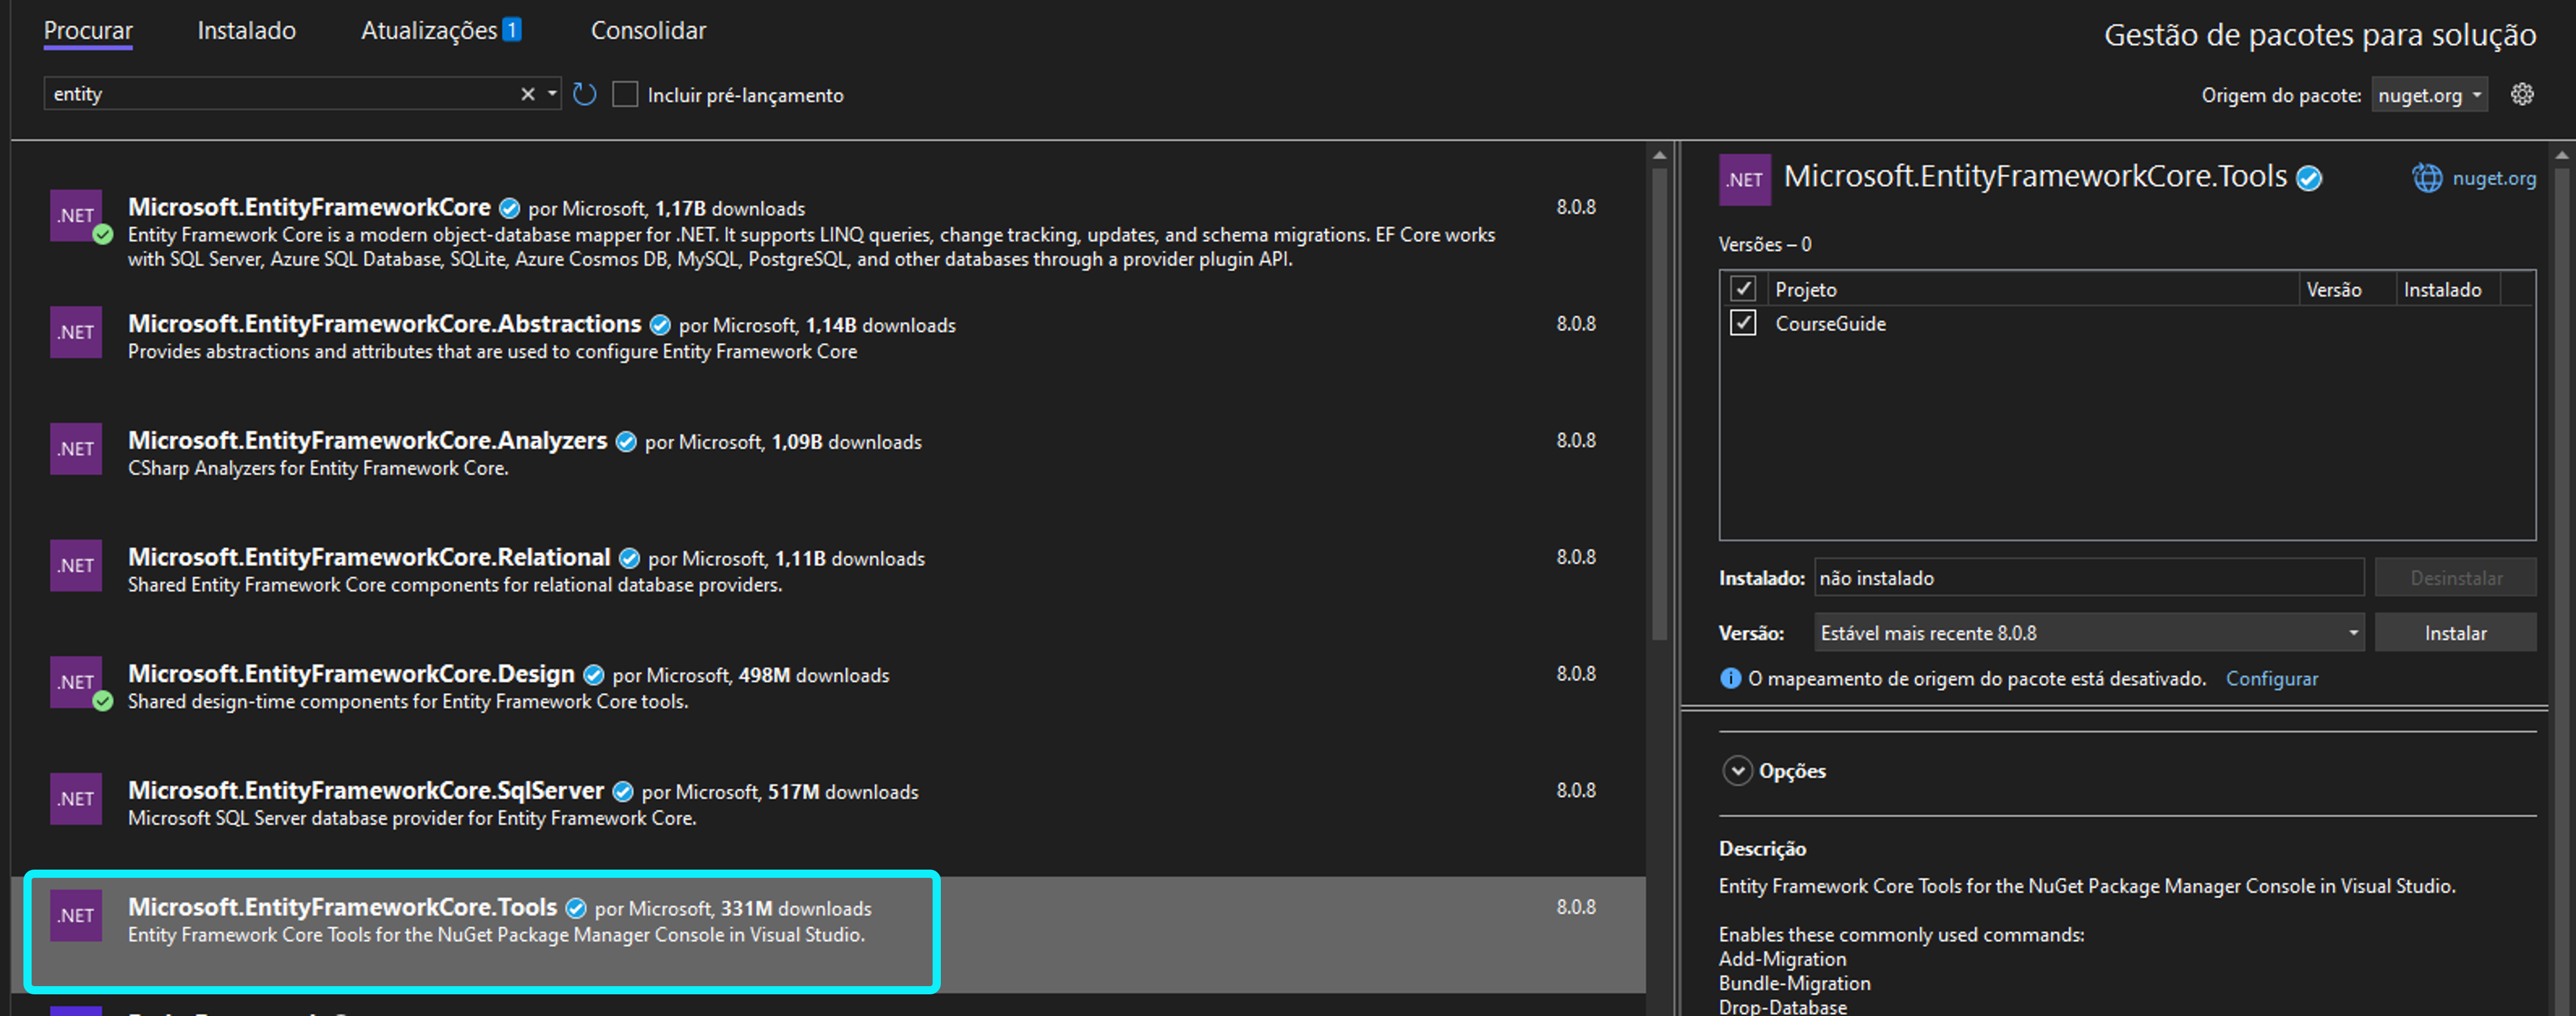 Procurar Instalado Atualizações 1 Consolidar
Gestão de pacotes para solução
entity
Incluir pré-lançamento
Origem do pacote: nuget.org
.NET
Microsoft.EntityFrameworkCore por Microsoft, 1,17B downloads 8.0.8
Entity Framework Core is a modern object-database mapper for .NET. It supports LINQ queries, change tracking, updates, and schema migrations. EF Core works
with SQL Server, Azure SQL Database, SQLite, Azure Cosmos DB, MySQL, PostgreSQL, and other databases through a provider plugin API.
.NET
Microsoft.EntityFrameworkCore.Abstractions por Microsoft, 1,14B downloads 8.0.8
Provides abstractions and attributes that are used to configure Entity Framework Core
.NET
Microsoft.EntityFrameworkCore.Analyzers por Microsoft, 1,09B downloads 8.0.8
CSharp Analyzers for Entity Framework Core.
.NET
Microsoft.EntityFrameworkCore.Relational por Microsoft, 1,11B downloads 8.0.8
Shared Entity Framework Core components for relational database providers.
.NET
Microsoft.EntityFrameworkCore.Design por Microsoft, 498M downloads 8.0.8
Shared design-time components for Entity Framework Core tools.
.NET
Microsoft.EntityFrameworkCore.SqlServer por Microsoft, 517M downloads 8.0.8
Microsoft SQL Server database provider for Entity Framework Core.
.NET
Microsoft.EntityFrameworkCore.Tools por Microsoft, 331M downloads 8.0.8
Entity Framework Core Tools for the NuGet Package Manager Console in Visual Studio.
.NET
Microsoft.EntityFrameworkCore.Tools
nuget.org
Versões – 0
Projeto Versão Instalado
CourseGuide
Instalado: não instalado Desinstalar
Versão: Estável mais recente 8.0.8 Instalar
O mapeamento de origem do pacote está desativado. Configurar
Opções
Descrição
Entity Framework Core Tools for the NuGet Package Manager Console in Visual Studio.
Enables these commonly used commands:
Add-Migration
Bundle-Migration
Drop-Database